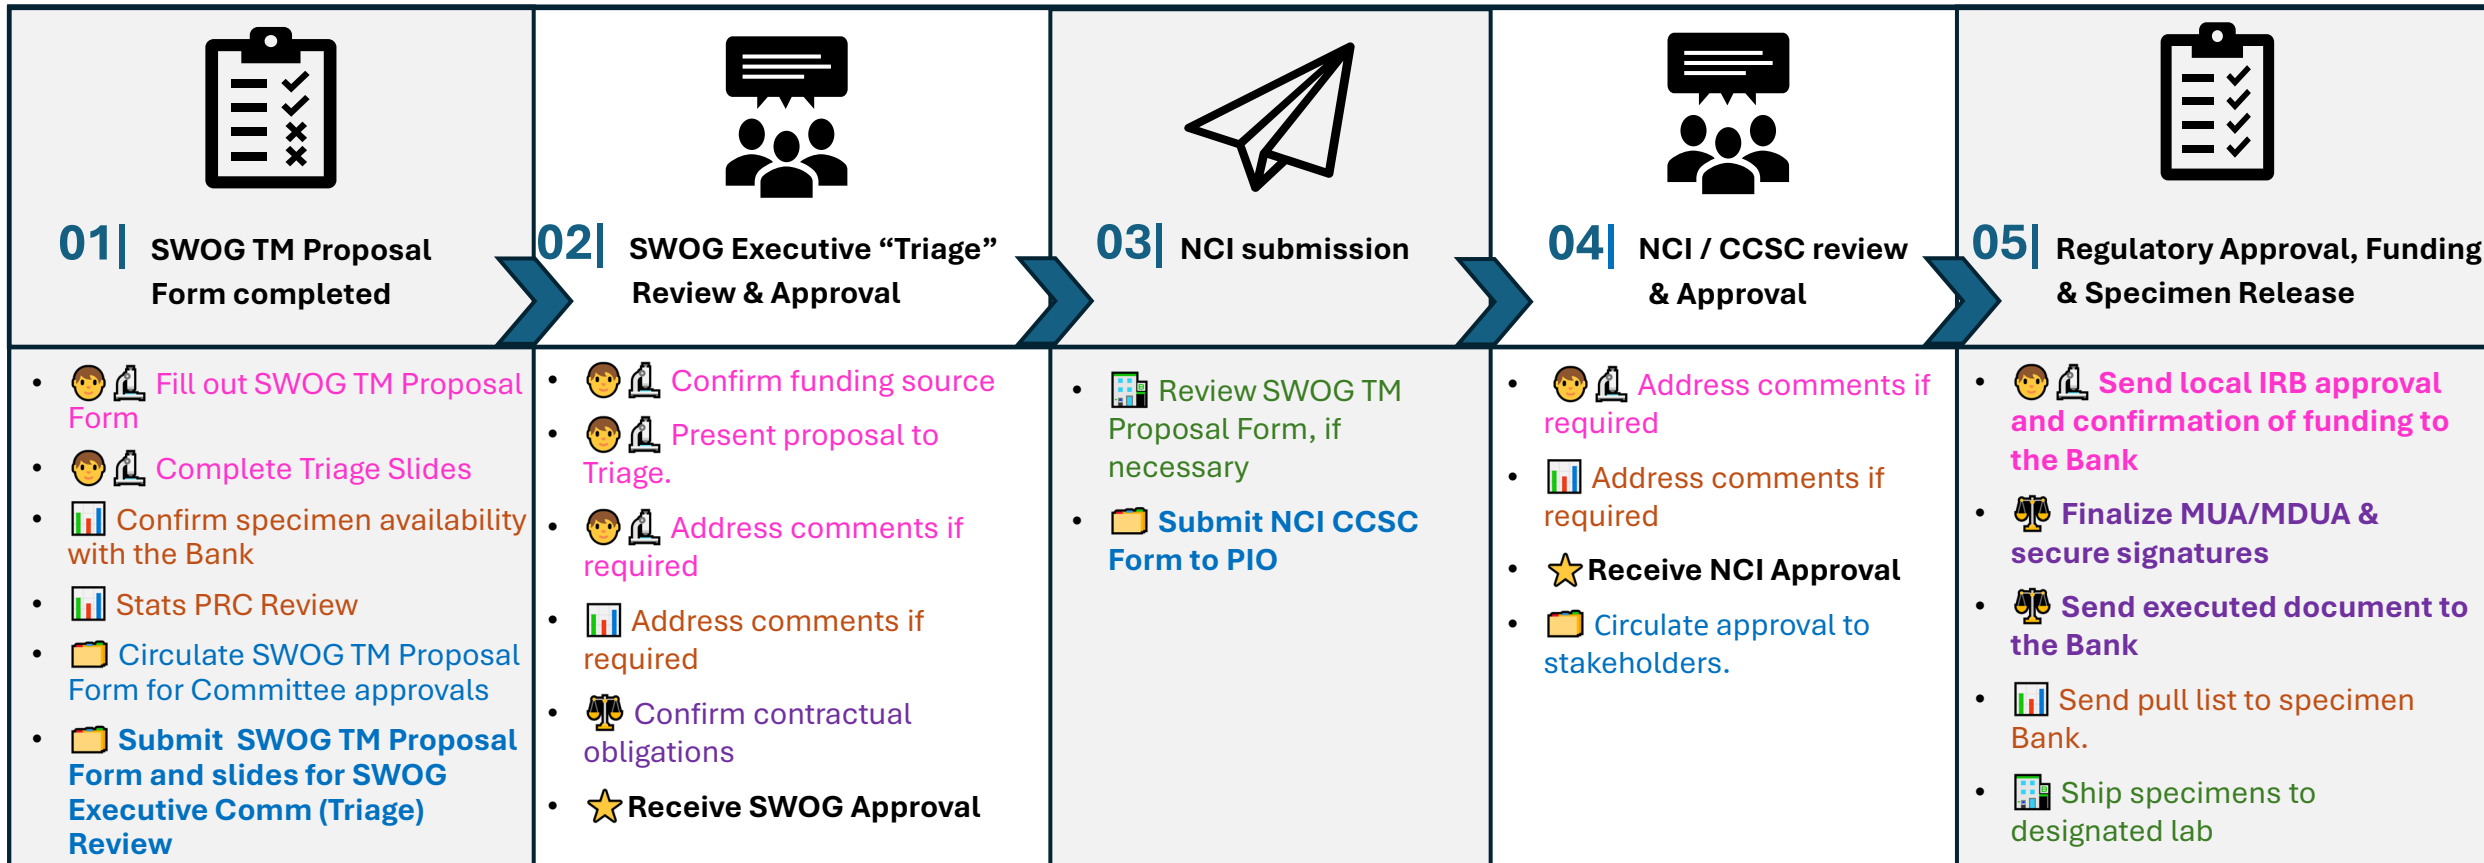 01| SWOG TM Proposal
Form completed
02| SWOG Executive “Triage”
Review & Approval
03| NCI submission
04| NCI / CCSC review
& Approval
05| Regulatory Approval, Funding
& Specimen Release
• Fill out SWOG TM Proposal
Form
• Complete Triage Slides
• Confirm specimen availability
with the Bank
• Stats PRC Review
• Circulate SWOG TM Proposal
Form for Committee approvals
• Submit SWOG TM Proposal
Form and slides for SWOG
Executive Comm (Triage)
Review
• Confirm funding source
• Present proposal to
Triage.
• Address comments if
required
• Address comments if
required
• Confirm contractual
obligations
• Receive SWOG Approval
• Review SWOG TM
Proposal Form, if
necessary
• Submit NCI CCSC
Form to PIO
• Address comments if
required
• Address comments if
required
• Receive NCI Approval
• Circulate approval to
stakeholders.
• Send local IRB approval
and confirmation of funding to
the Bank
• Finalize MUA/MDUA &
secure signatures
• Send executed document to
the Bank
• Send pull list to specimen
Bank.
• Ship specimens to
designated lab